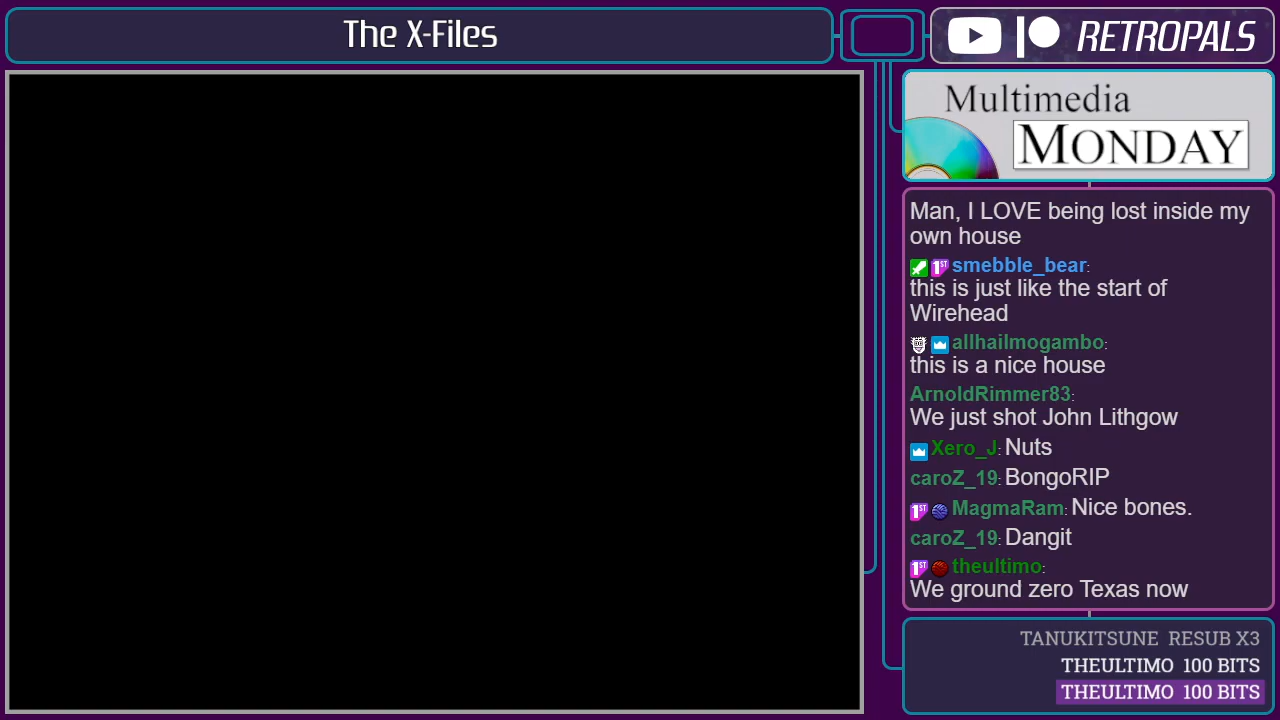 The X-Files
RETROPALS
Multimedia
MONDAY
Man, I LOVE being lost inside my
own house
1ST smebble_bear:
this is just like the start of
Wirehead
allhailmogambo:
this is a nice house
ArnoldRimmer83:
We just shot John Lithgow
Xero_J: Nuts
caroZ_19: BongoRIP
1ST MagmaRam: Nice bones.
caroZ_19: Dangit
1ST theultimo:
We ground zero Texas now
TANUKITSUNE RESUB X3
THEULTIMO 100 BITS
THEULTIMO 100 BITS